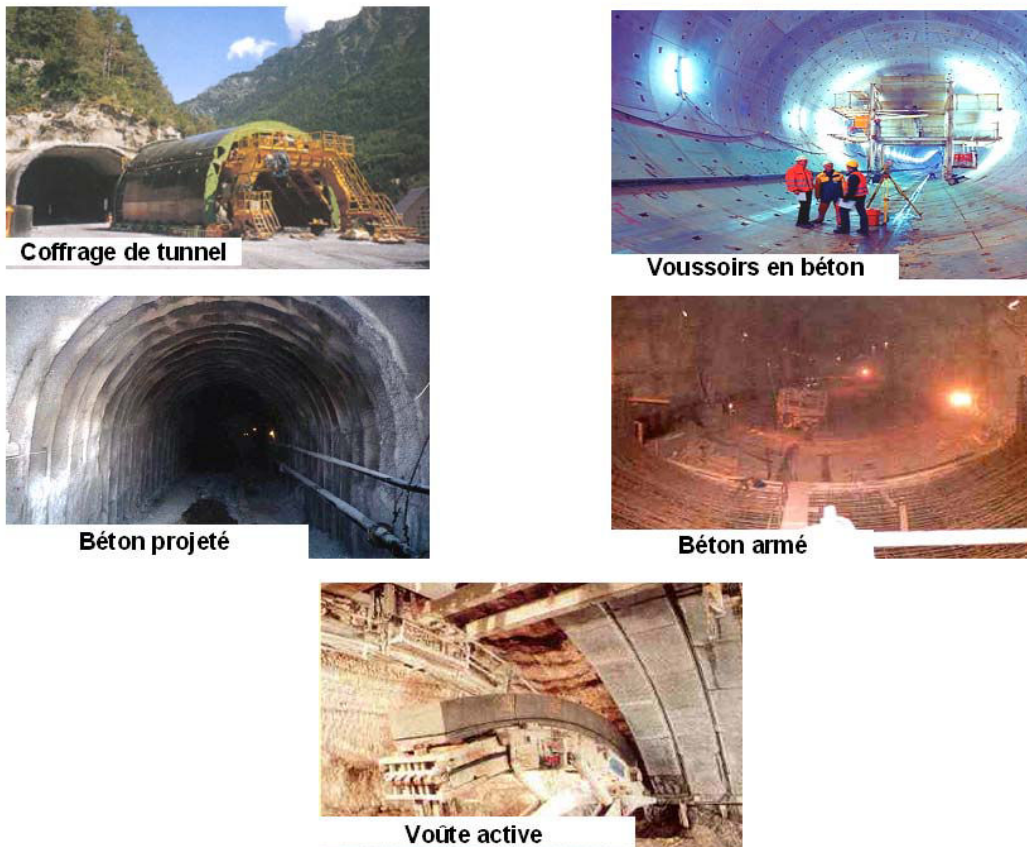 Coffrage de tunnel
Voussoirs en béton
Béton projeté
Béton armé
Voûte active